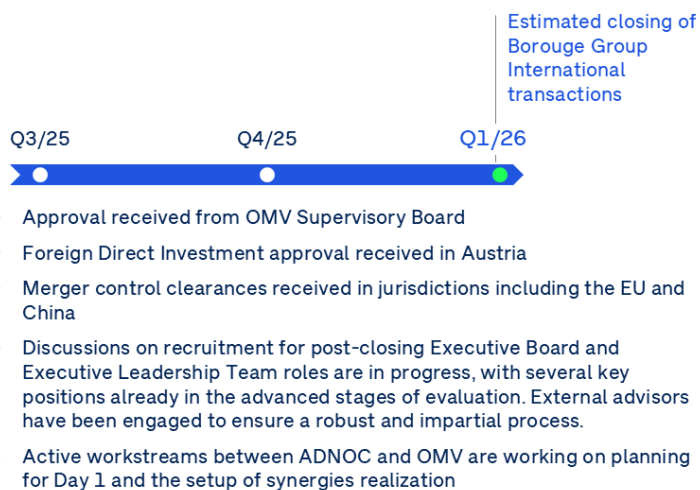 Estimated closing of
Borouge Group
International
transactions
Q3/25
Q4/25
Q1/26
Approval received from OMV Supervisory Board
Foreign Direct Investment approval received in Austria
Merger control clearances received in jurisdictions including the EU and
China
Discussions on recruitment for post-closing Executive Board and
Executive Leadership Team roles are in progress, with several key
positions already in the advanced stages of evaluation. External advisors
have been engaged to ensure a robust and impartial process.
Active workstreams between ADNOC and OMV are working on planning
for Day 1 and the setup of synergies realization